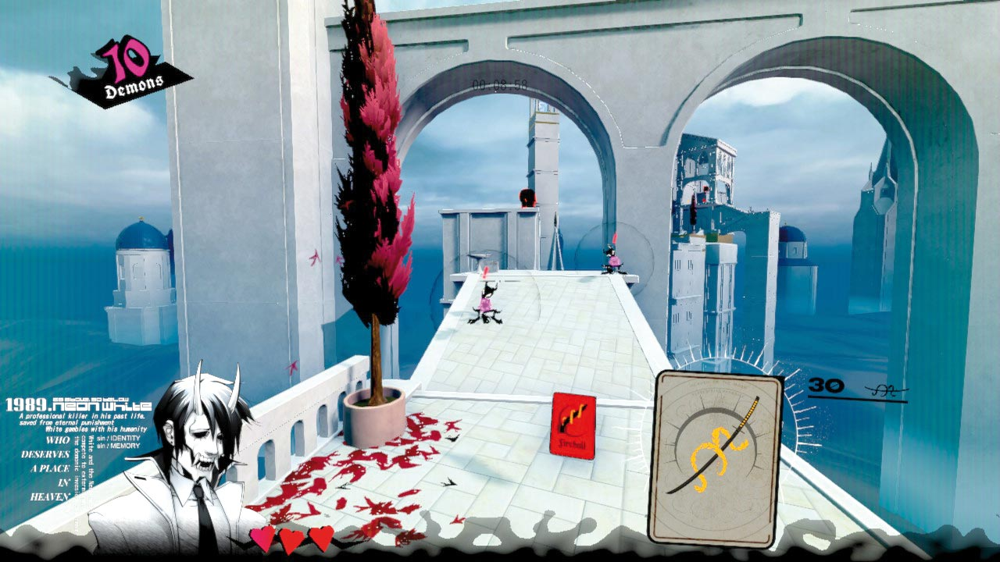 10
Demons
00:08:58
30
Fireball
1989.
neon white
A professional killer in his past life.
saved from eternal punishment
White gambles with his humanity
WHO
DESERVES
A PLACE
IN
HEAVEN
sin / IDENTITY
sin / MEMORY